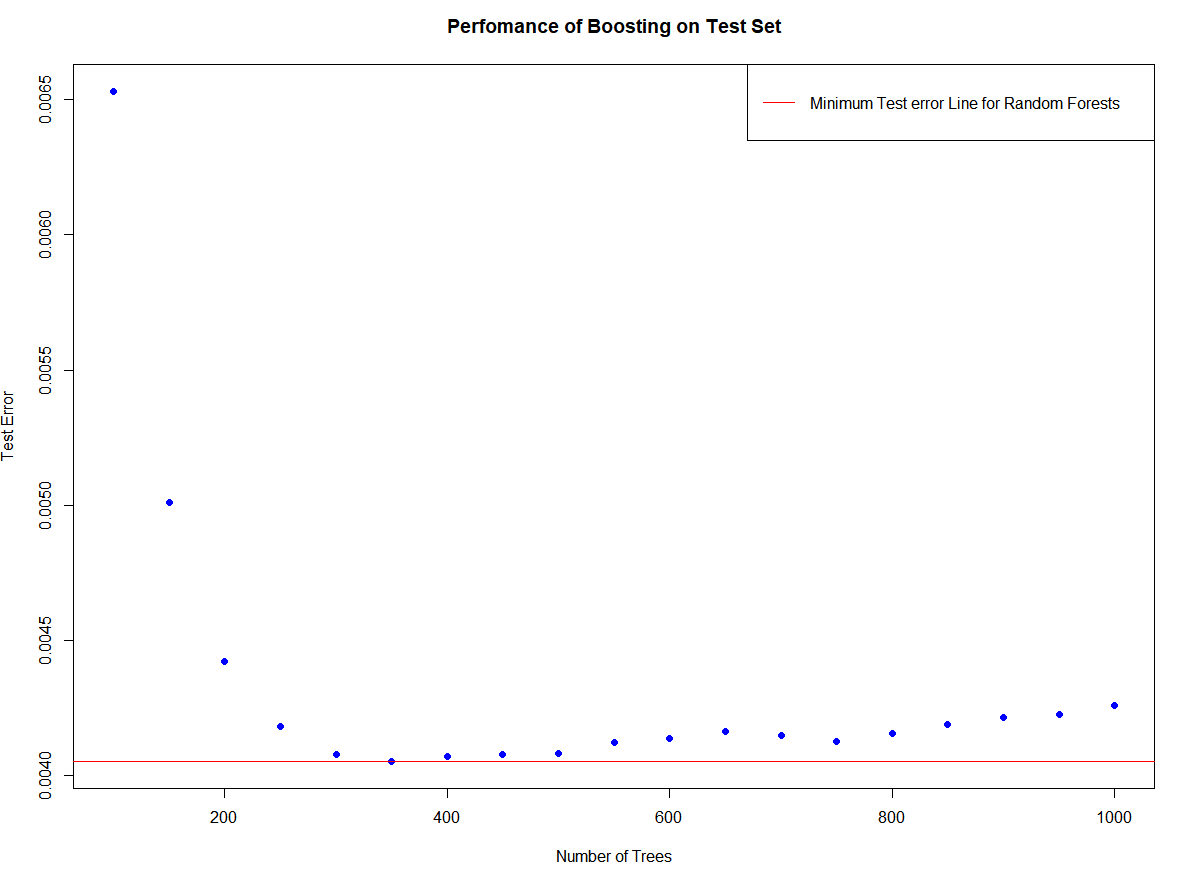 Perfomance of Boosting on Test Set
Minimum Test error Line for Random Forests
Test Error
0.0065
0.0060
0.0055
0.0050
0.0045
0.0040
200
400
600
800
1000
Number of Trees